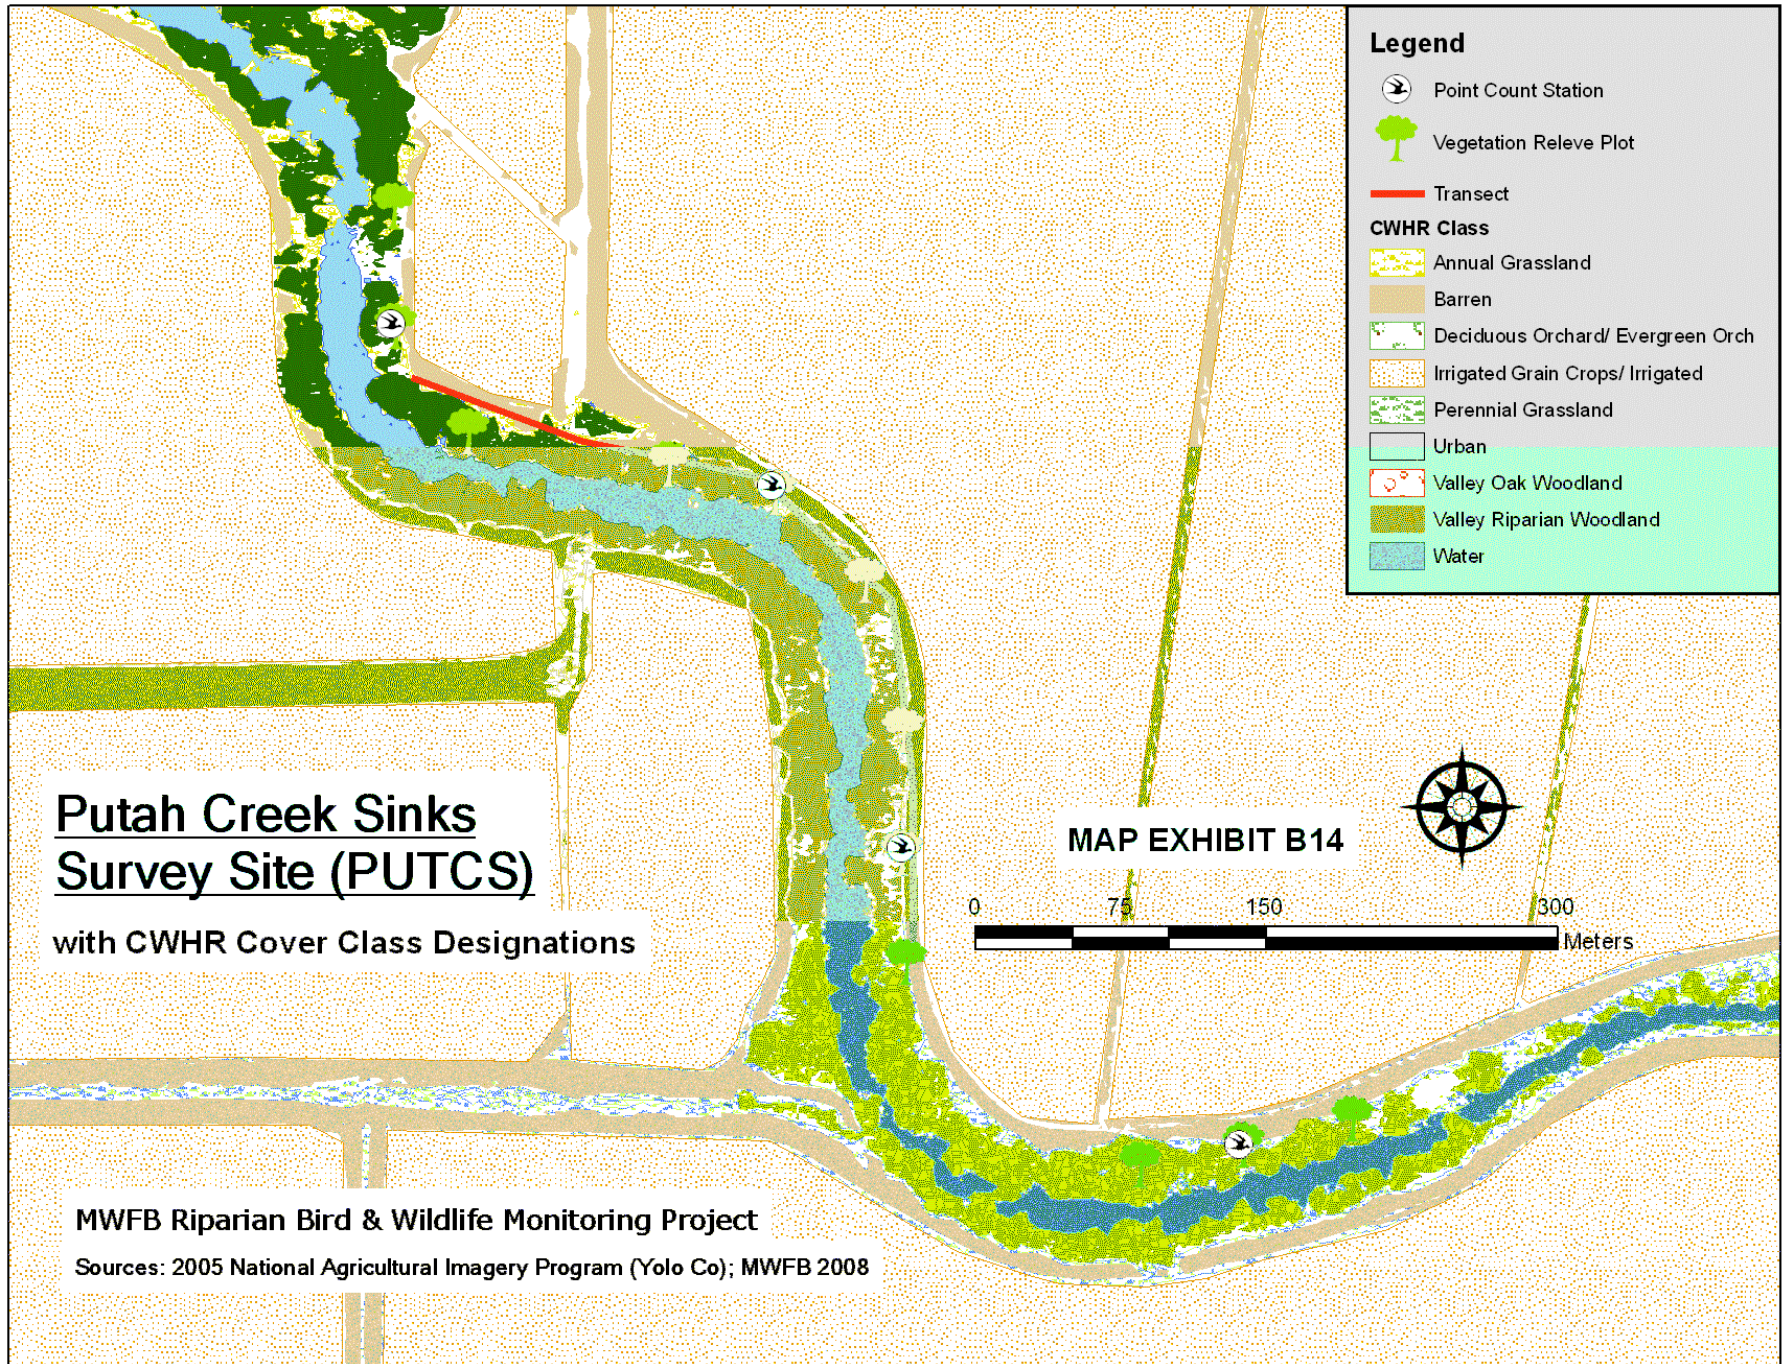 Legend
Point Count Station
Vegetation Releve Plot
Transect
CWHR Class
Annual Grassland
Barren
Deciduous Orchard/ Evergreen Orch
Irrigated Grain Crops/ Irrigated
Perennial Grassland
Urban
Valley Oak Woodland
Valley Riparian Woodland
Water
Putah Creek Sinks
Survey Site (PUTCS)
with CWHR Cover Class Designations
MAP EXHIBIT B14
0 75 150 300
Meters
MWFB Riparian Bird & Wildlife Monitoring Project
Sources: 2005 National Agricultural Imagery Program (Yolo Co); MWFB 2008